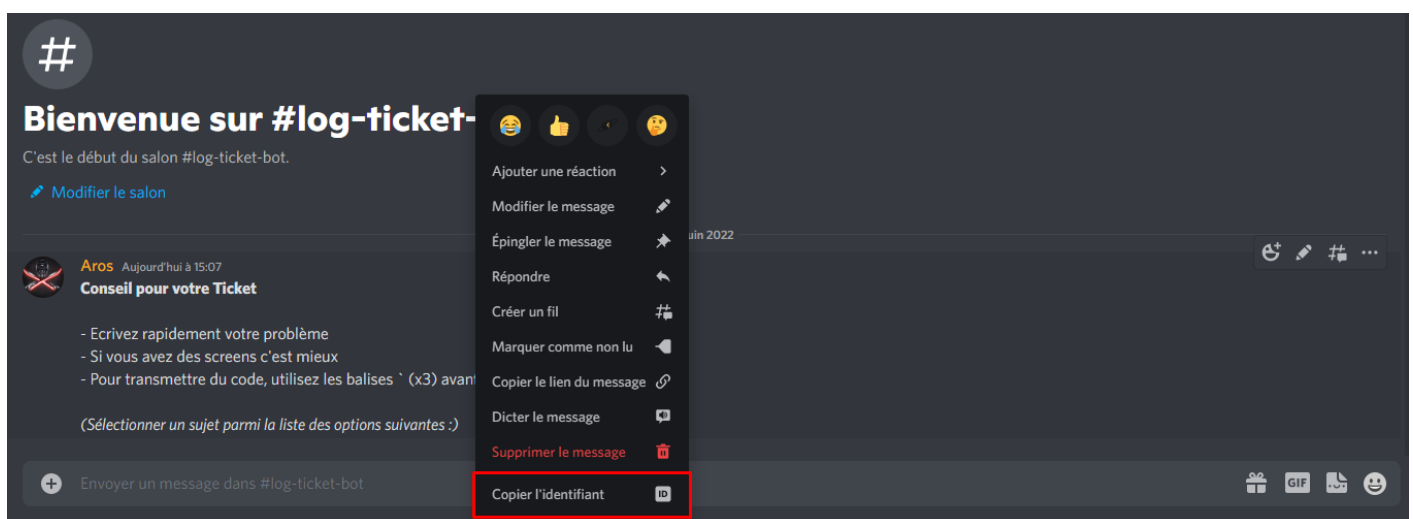 #
Bienvenue sur #log-ticket-
C'est le début du salon #log-ticket-bot.
Modifier le salon
uin 2022
Aros Aujourd'hui à 15:07
Conseil pour votre Ticket
- Ecrivez rapidement votre problème
- Si vous avez des screens c'est mieux
- Pour transmettre du code, utilisez les balises ` (x3) avant
(Sélectionner un sujet parmi la liste des options suivantes :)
Envoyer un message dans #log-ticket-bot
GIF
Ajouter une réaction
Modifier le message
Épingler le message
Répondre
Créer un fil
Marquer comme non lu
Copier le lien du message
Dicter le message
Supprimer le message
Copier l'identifiant ID